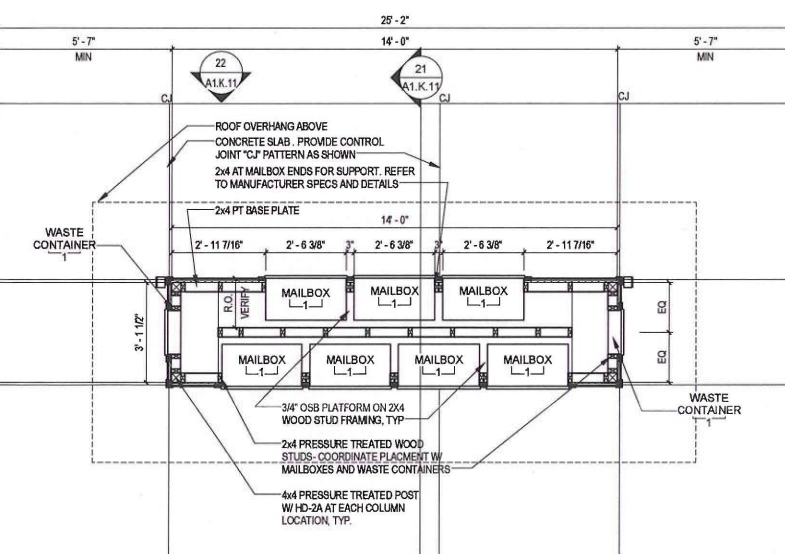 25' - 2"
5' - 7"
MIN
14' - 0"
5' - 7"
MIN
22
A1.K.11
21
A1.K.11
CJ
CJ
CJ
ROOF OVERHANG ABOVE
CONCRETE SLAB . PROVIDE CONTROL
JOINT "CJ" PATTERN AS SHOWN
2x4 AT MAILBOX ENDS FOR SUPPORT. REFER
TO MANUFACTURER SPECS AND DETAILS
2x4 PT BASE PLATE
14' - 0"
WASTE
CONTAINER
1
2' - 11 7/16"
2' - 6 3/8"
3"
2' - 6 3/8"
3"
2' - 6 3/8"
2' - 11 7/16"
R.O.
VERIFY
MAILBOX
1
MAILBOX
1
MAILBOX
1
EQ
EQ
3' - 1 1/2"
MAILBOX
1
MAILBOX
1
MAILBOX
1
MAILBOX
1
3/4" OSB PLATFORM ON 2X4
WOOD STUD FRAMING, TYP
WASTE
CONTAINER
1
2x4 PRESSURE TREATED WOOD
STUDS- COORDINATE PLACMENT W/
MAILBOXES AND WASTE CONTAINERS
4x4 PRESSURE TREATED POST
W/ HD-2A AT EACH COLUMN
LOCATION, TYP.